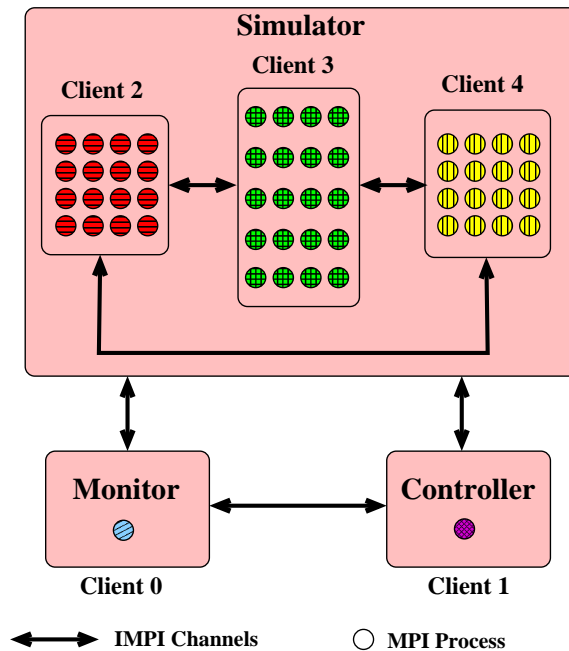 Simulator
Client 3
Client 2
Client 4
Monitor
Controller
Client 0
Client 1
IMPI Channels
MPI Process